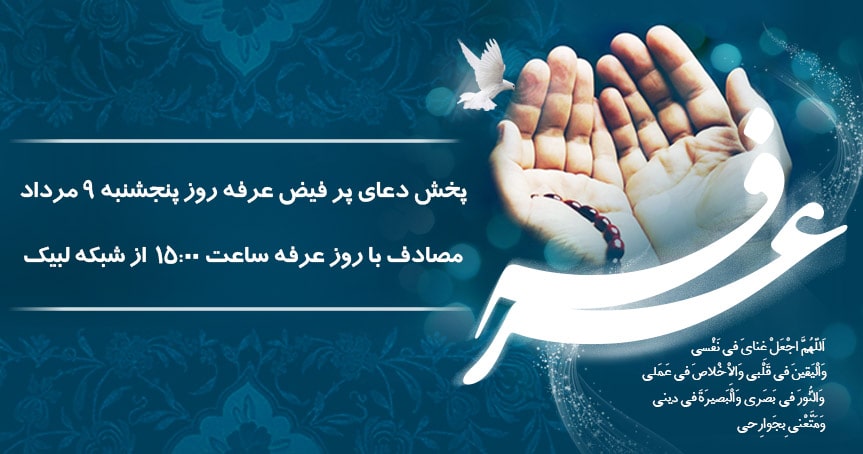 پخش دعای پر فیض عرفه روز پنجشنبه ۹ مرداد
مصادف با روز عرفه ساعت ۱۵:۰۰ از شبکه لبیک
عرفه
اَللّهُمَّ اجْعَلْ غِنایَ فی نَفْسی
وَالْیَقینَ فی قَلْبی وَالاْخْلاصَ فی عَمَلی
وَالنُّورَ فی بَصَری وَالْبَصیرَةَ فی دینی
وَمَتَّعْنی بِجَوارِحی